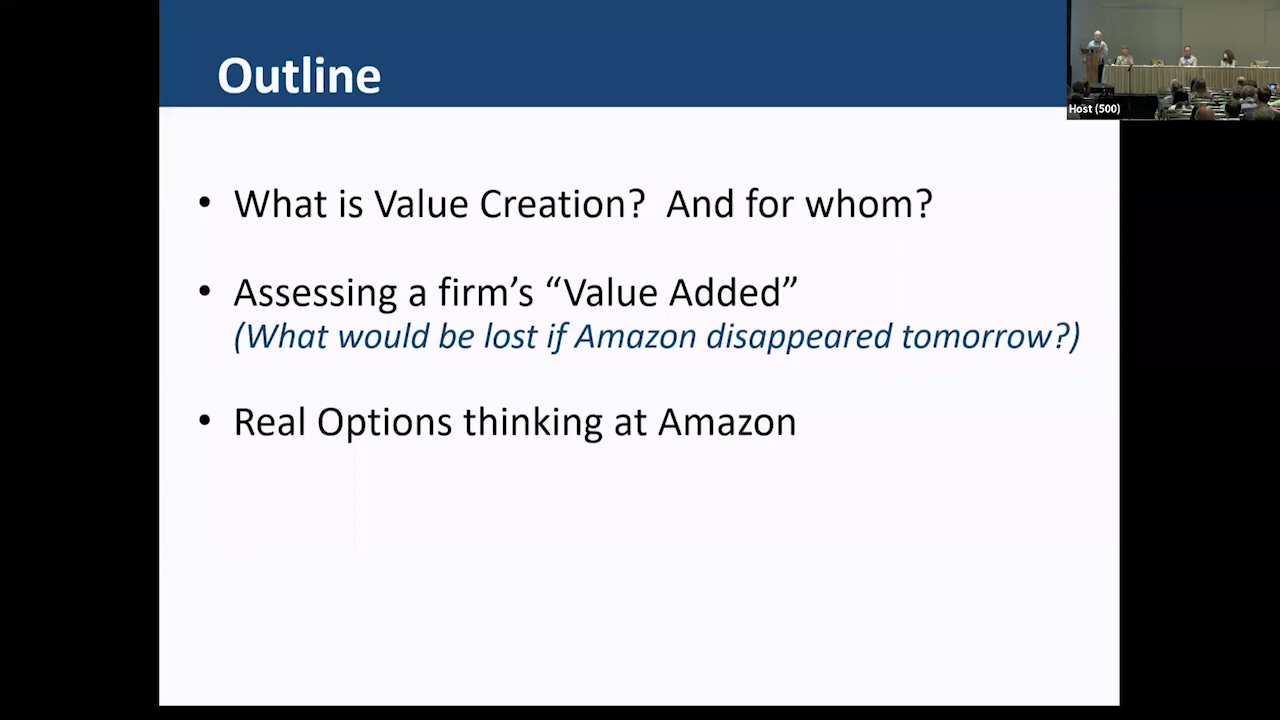 Outline
Host (500)
• What is Value Creation?  And for whom?
• Assessing a firm’s “Value Added”
(What would be lost if Amazon disappeared tomorrow?)
• Real Options thinking at Amazon